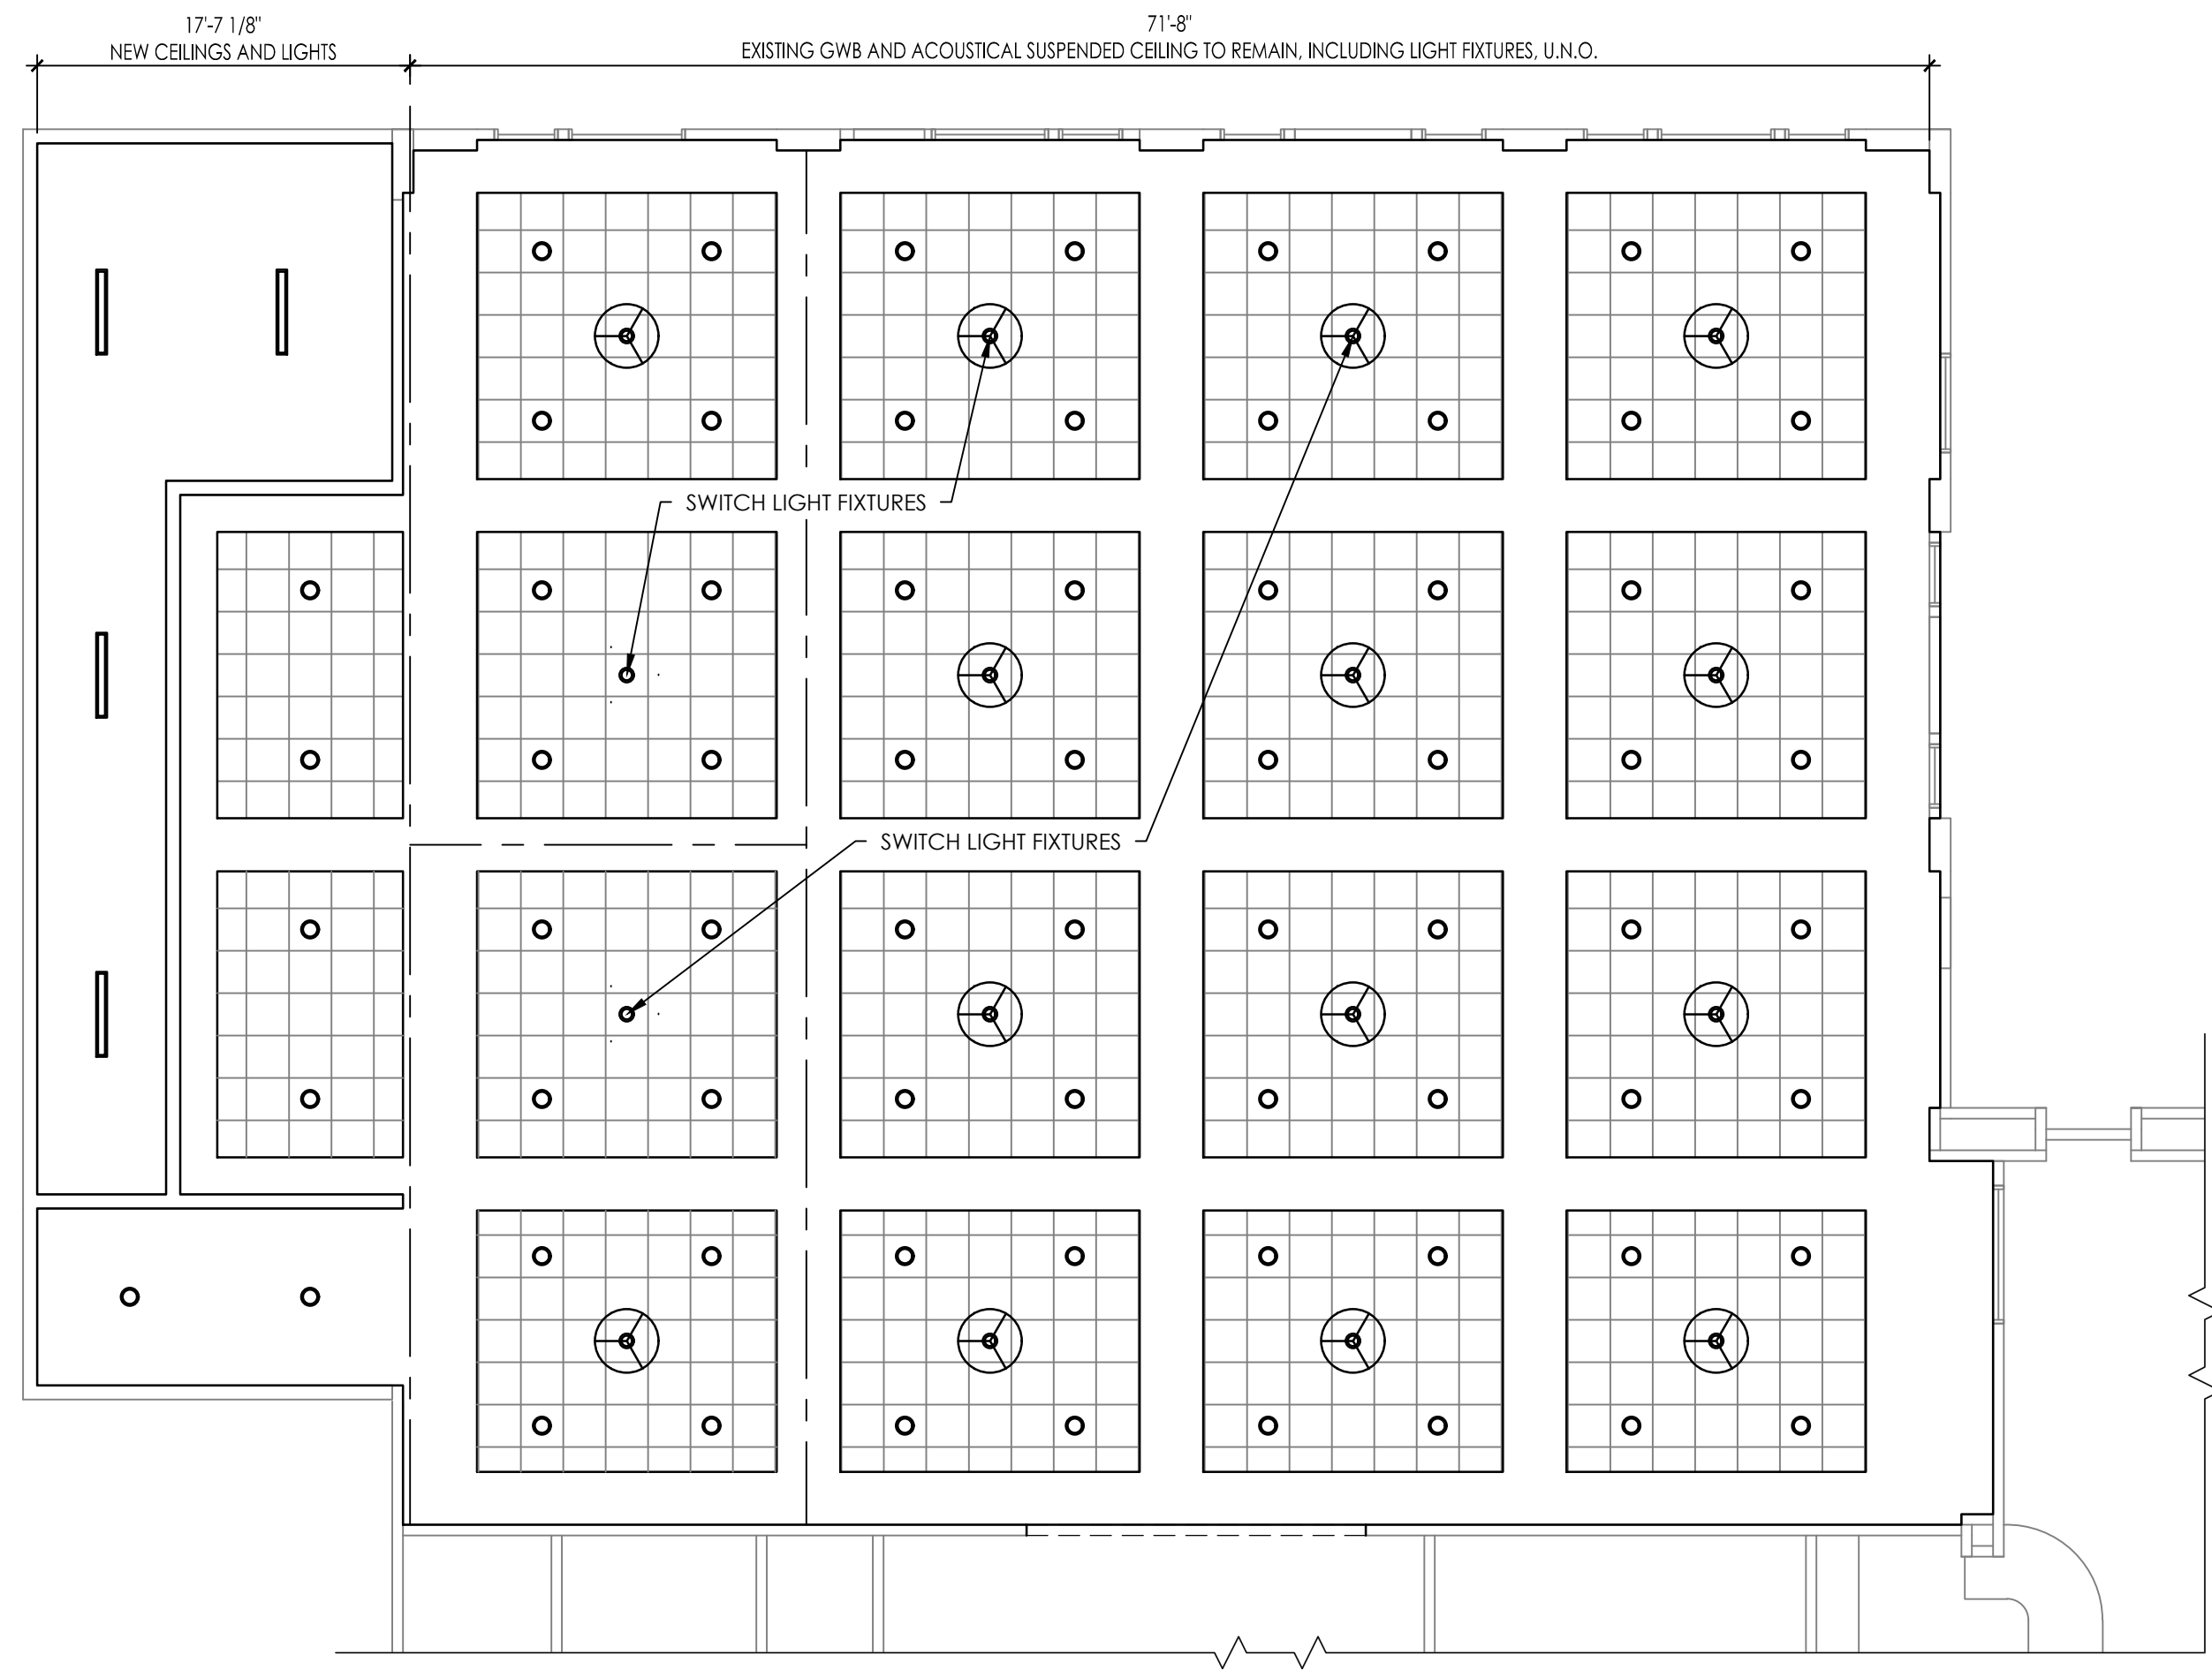 17'-7 1/8"
NEW CEILINGS AND LIGHTS
71'-8"
EXISTING GWB AND ACOUSTICAL SUSPENDED CEILING TO REMAIN, INCLUDING LIGHT FIXTURES, U.N.O.
SWITCH LIGHT FIXTURES
SWITCH LIGHT FIXTURES